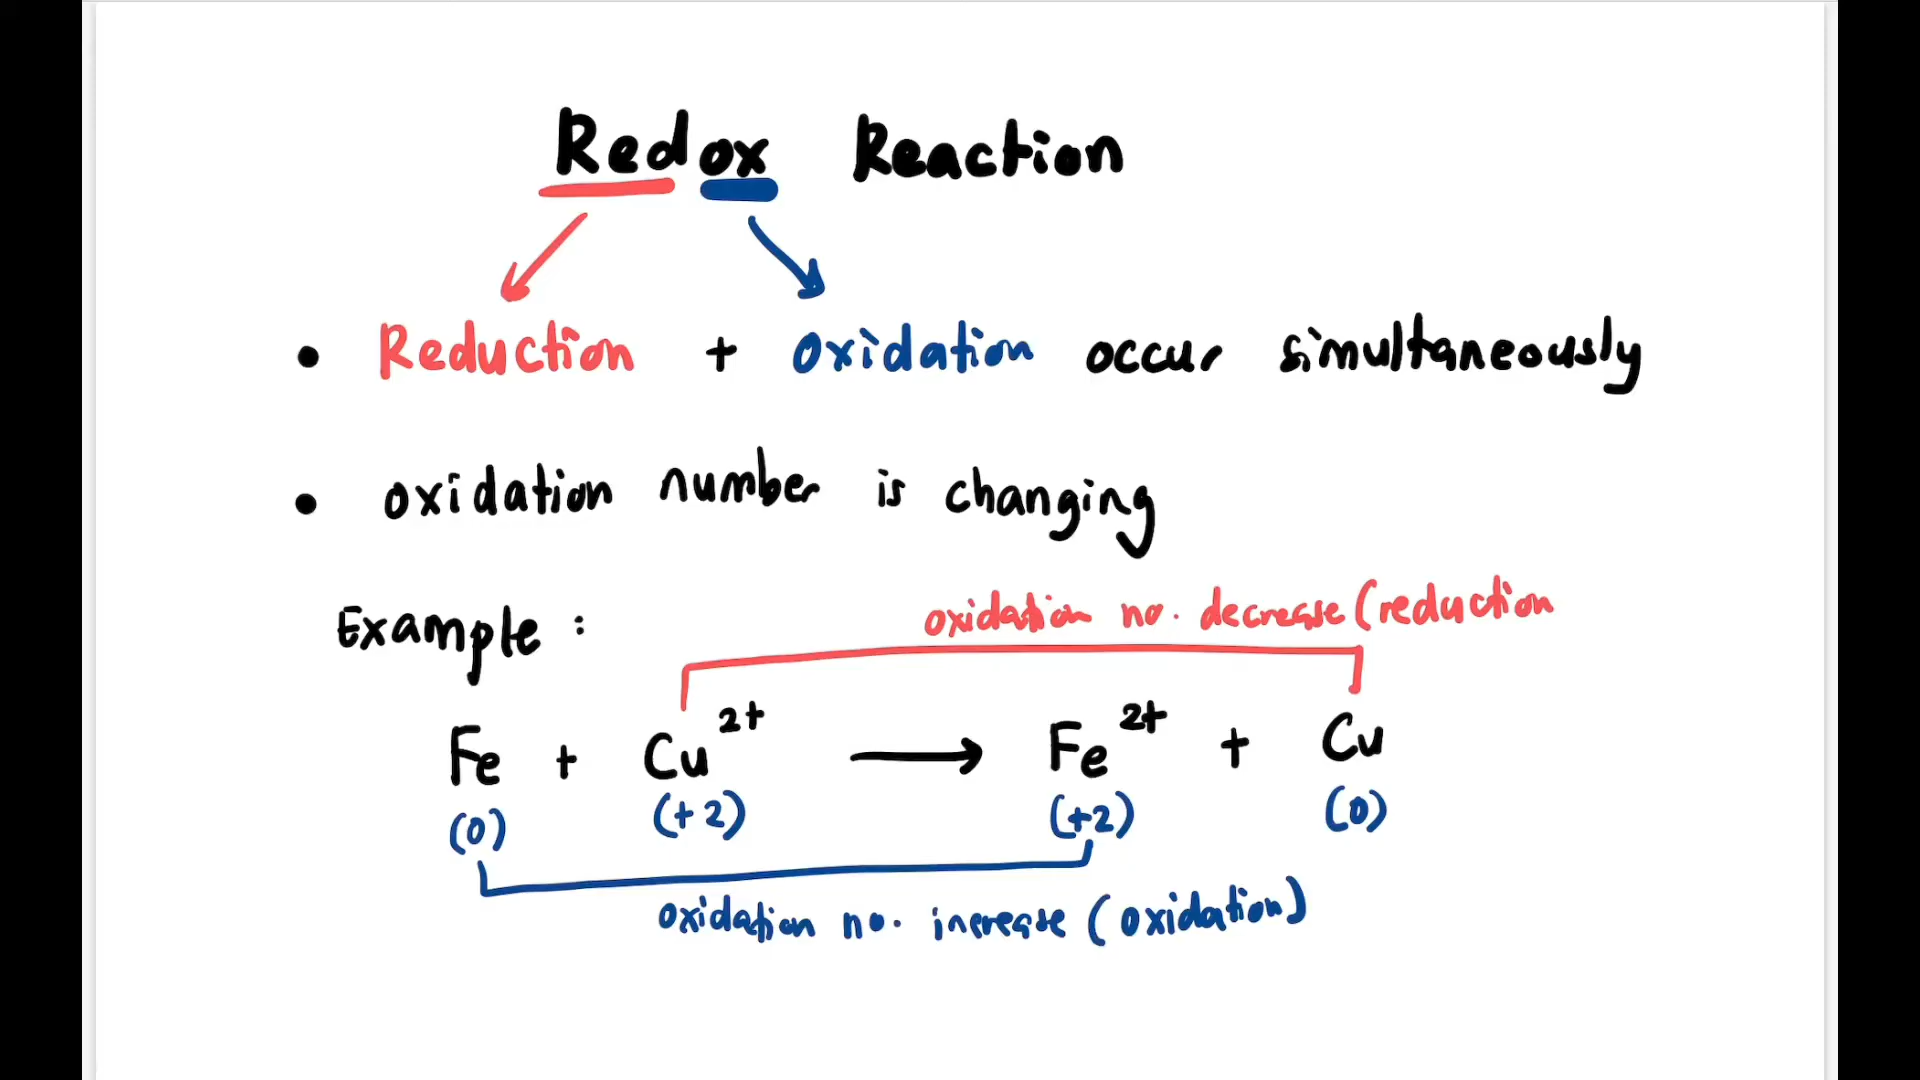 Redox Reaction
• Reduction + Oxidation occur simultaneously
• oxidation number is changing
Example :
oxidation no. decrease (reduction
Fe + Cu²⁺ → Fe²⁺ + Cu
(0) (+2) (+2) (0)
oxidation no. increase (oxidation)